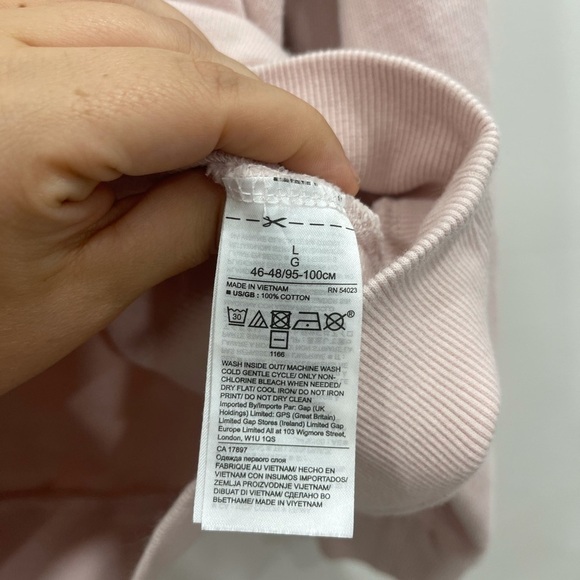 L
G
46-48/95-100CM
MADE IN VIETNAM RN 54023
■ US/GB : 100% COTTON
30
®
1166
WASH INSIDE OUT/ MACHINE WASH
COLD GENTLE CYCLE/ ONLY NON-
CHLORINE BLEACH WHEN NEEDED/
DRY FLAT/ COOL IRON/ DO NOT IRON
PRINT/ DO NOT DRY CLEAN
Imported By/Importe Par: Gap (UK
Holdings) Limited: GPS (Great Britain)
Limited Gap Stores (Ireland) Limited Gap
Europe Limited All at 103 Wigmore Street,
London, W1U 1QS
CA 17897
Одежда первого слоя
FABRIQUE AU VIETNAM/ HECHO EN
VIETNAM/ ISTMEWA IMPORTED/
ZEMLJA PROIZVODNJE VIJETNAM/
DIBUAT DI VIETNAM/ СДЕЛАНО ВО
BЬETHAM/ MADE IN VIYETNAM